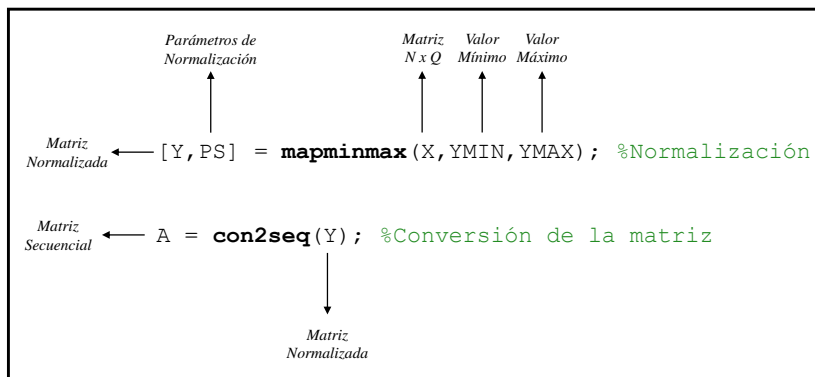 Parámetros de
Normalización
Matriz
N x Q
Valor
Mínimo
Valor
Máximo
Matriz
Normalizada
[Y,PS] = mapminmax(X,YMIN,YMAX); %Normalización
Matriz
Secuencial
A = con2seq(Y); %Conversión de la matriz
Matriz
Normalizada